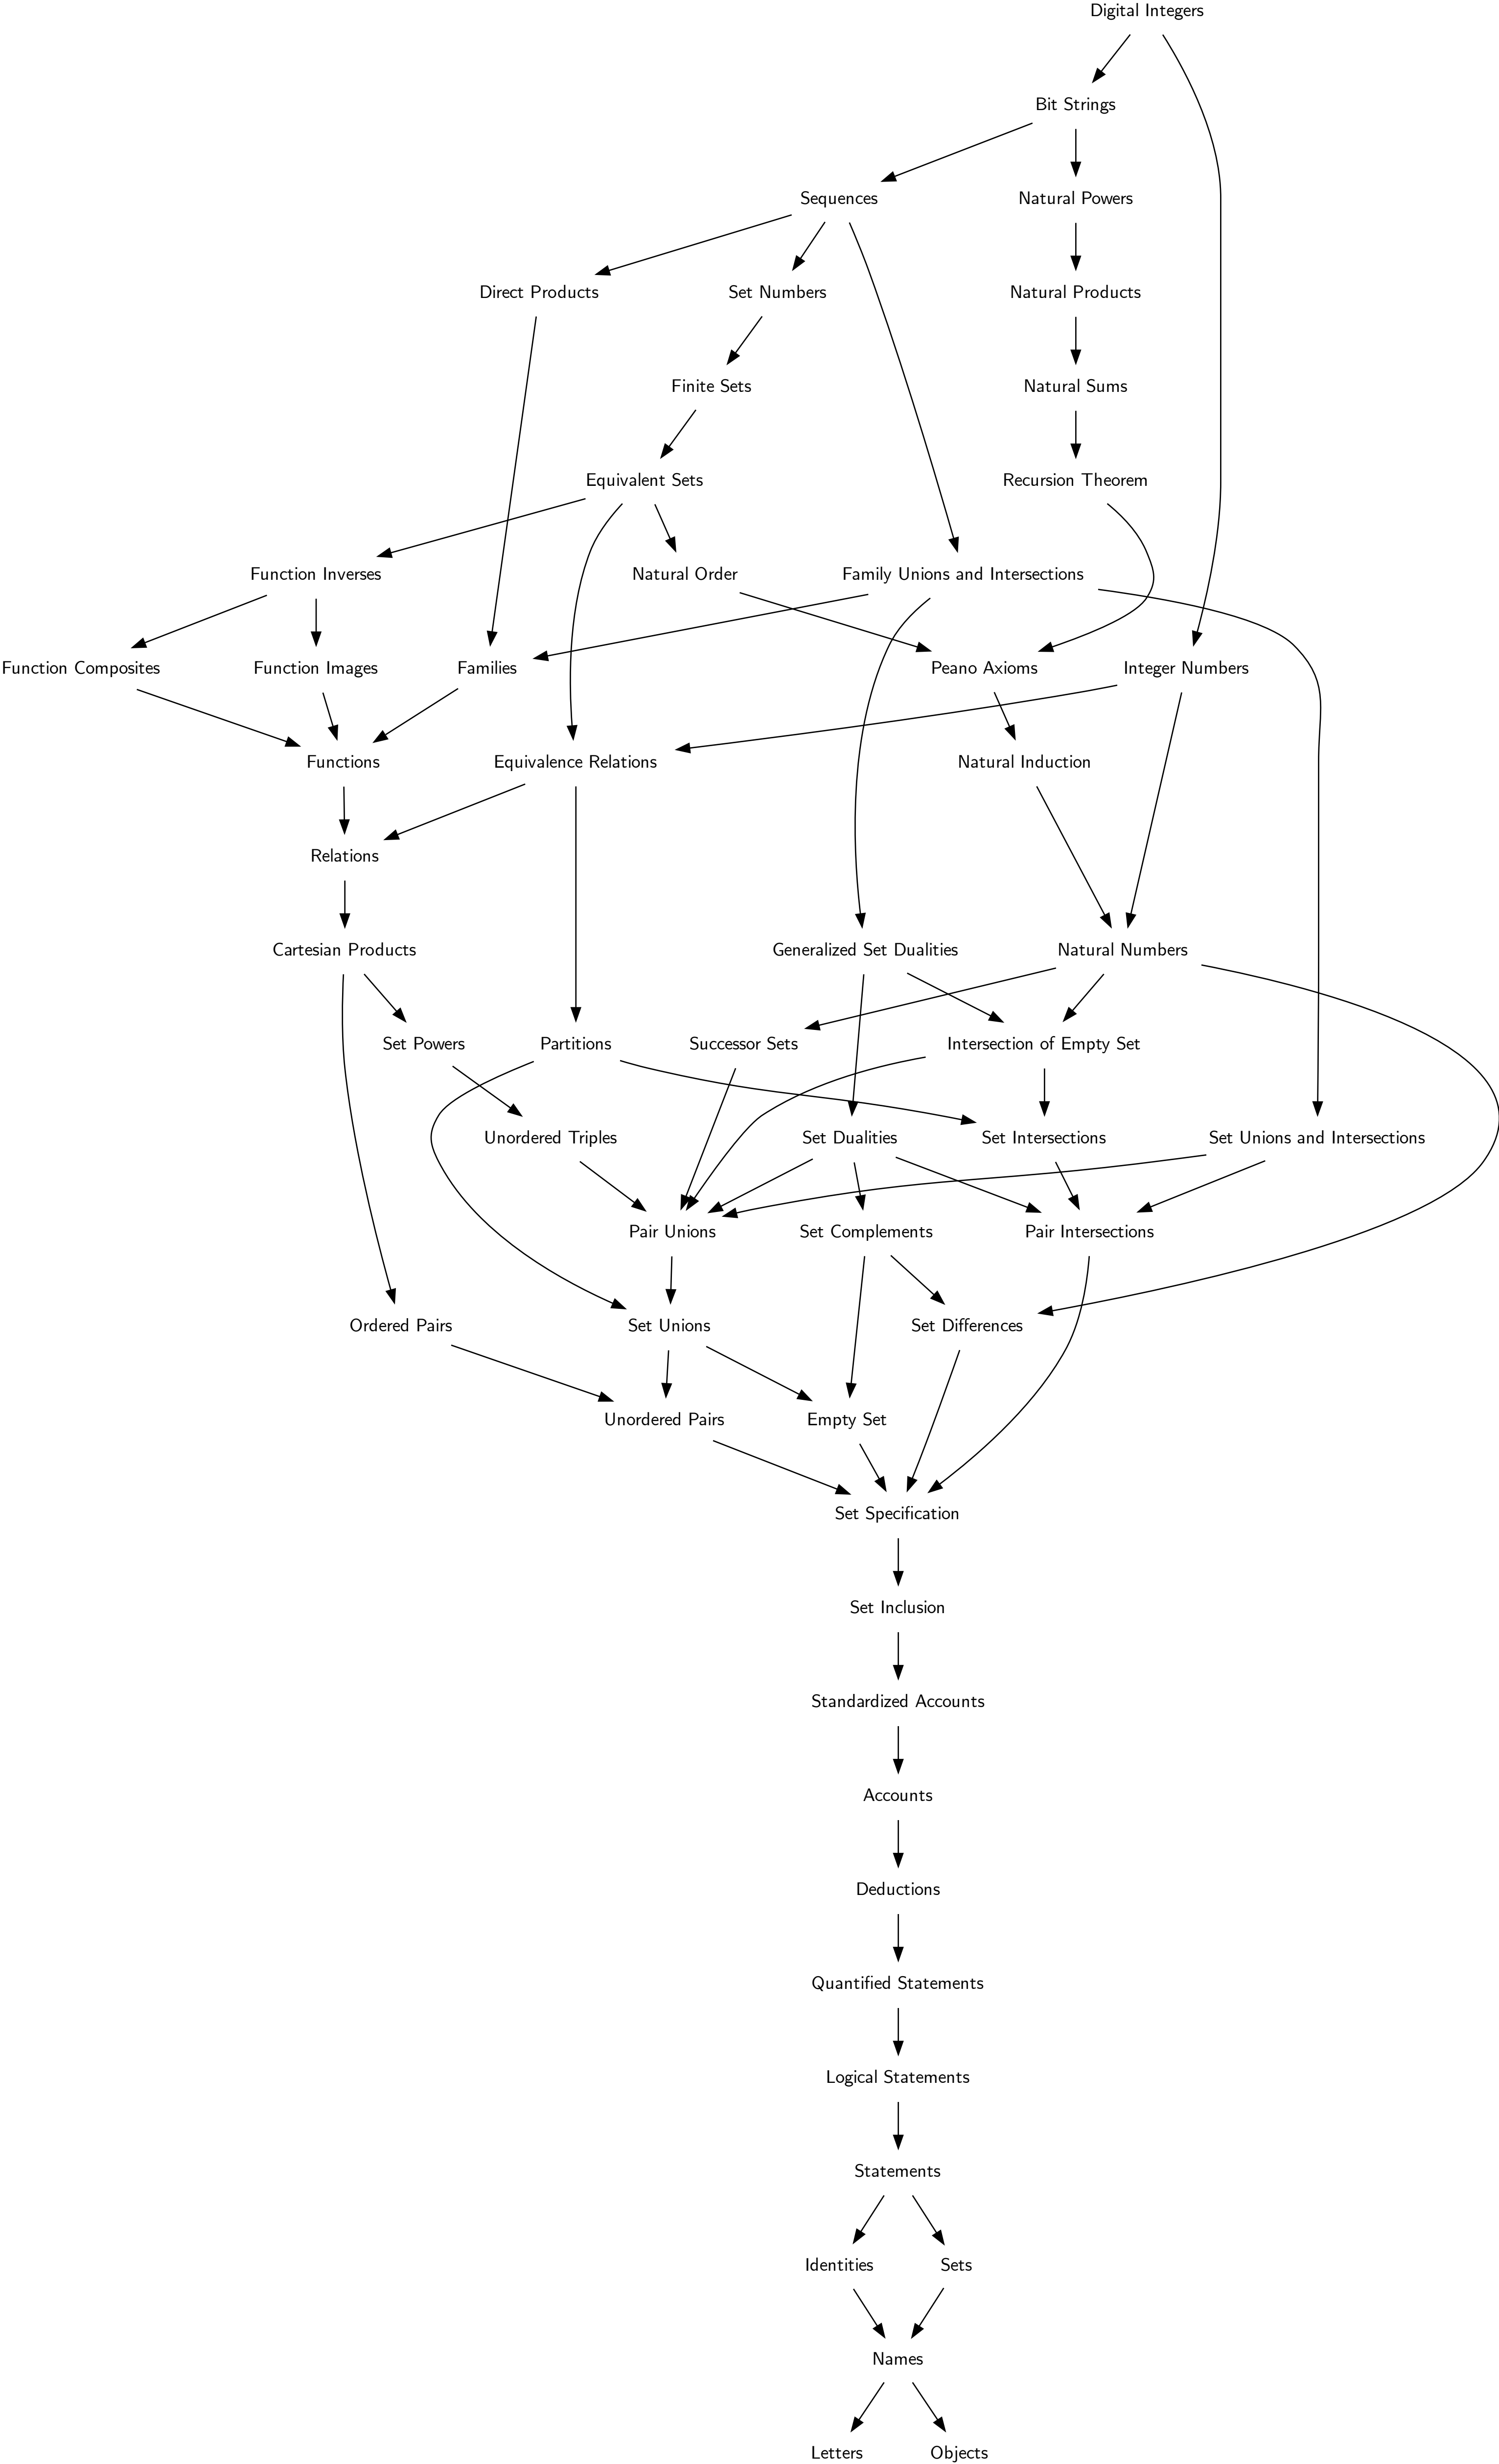 Digital Integers
Bit Strings
Sequences
Natural Powers
Direct Products
Set Numbers
Natural Products
Finite Sets
Natural Sums
Equivalent Sets
Recursion Theorem
Function Inverses
Natural Order
Family Unions and Intersections
Function Composites
Function Images
Families
Peano Axioms
Integer Numbers
Functions
Equivalence Relations
Natural Induction
Relations
Cartesian Products
Generalized Set Dualities
Natural Numbers
Set Powers
Partitions
Successor Sets
Intersection of Empty Set
Unordered Triples
Set Dualities
Set Intersections
Set Unions and Intersections
Pair Unions
Set Complements
Pair Intersections
Ordered Pairs
Set Unions
Set Differences
Unordered Pairs
Empty Set
Set Specification
Set Inclusion
Standardized Accounts
Accounts
Deductions
Quantified Statements
Logical Statements
Statements
Identities
Sets
Names
Letters
Objects